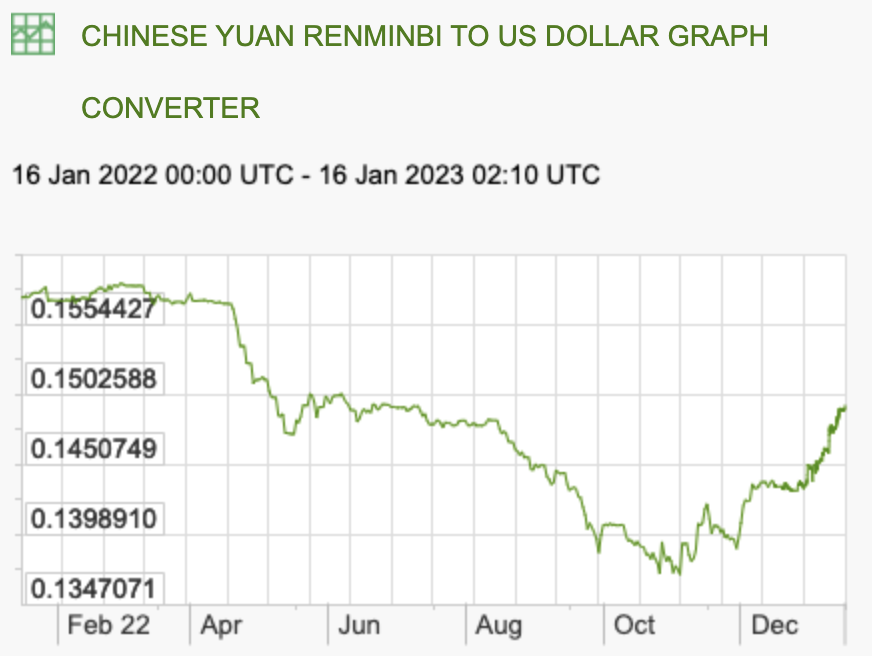 CHINESE YUAN RENMINBI TO US DOLLAR GRAPH
CONVERTER
16 Jan 2022 00:00 UTC - 16 Jan 2023 02:10 UTC
0.1554427
0.1502588
0.1450749
0.1398910
0.1347071
Feb 22 Apr Jun Aug Oct Dec